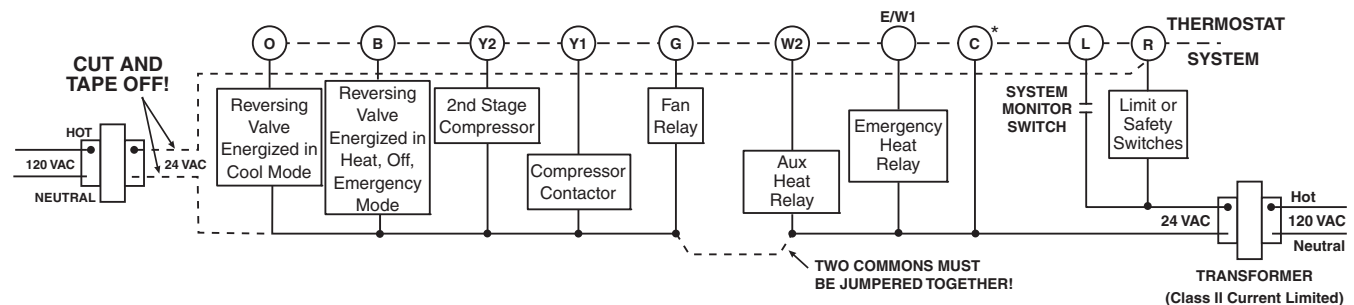 E/W1
O
B
Y2
Y1
G
W2
C
*
L
R
THERMOSTAT
SYSTEM
CUT AND
TAPE OFF!
HOT
120 VAC
NEUTRAL
24 VAC
Reversing
Valve
Energized in
Cool Mode
Reversing
Valve
Energized in
Heat, Off,
Emergency
Mode
2nd Stage
Compressor
Compressor
Contactor
Fan
Relay
Aux
Heat
Relay
Emergency
Heat
Relay
SYSTEM
MONITOR
SWITCH
Limit or
Safety
Switches
24 VAC
Hot
120 VAC
Neutral
TWO COMMONS MUST
BE JUMPERED TOGETHER!
TRANSFORMER
(Class II Current Limited)